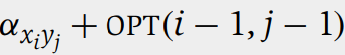 α_{x_i y_j} + OPT(i − 1, j − 1)